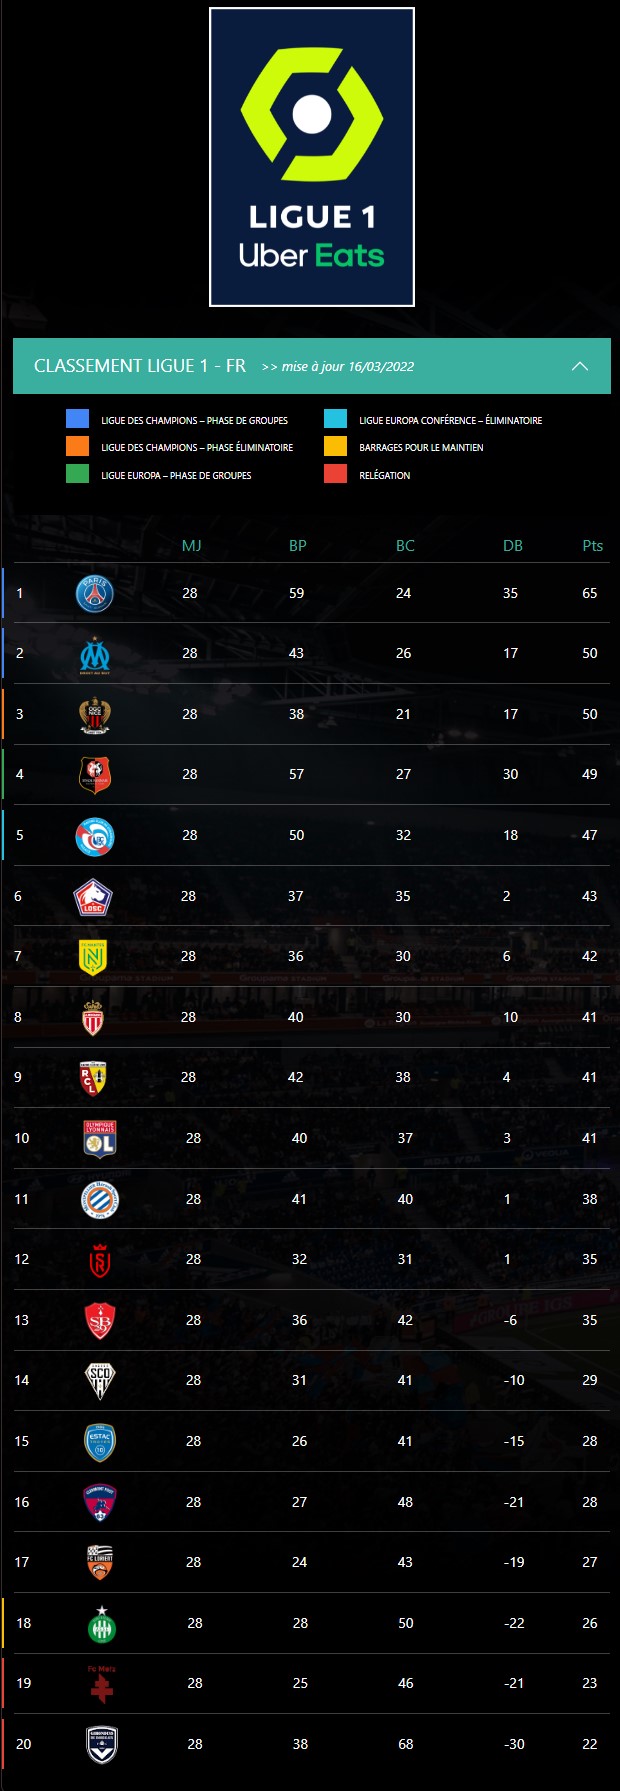 LIGUE 1
Uber Eats
CLASSEMENT LIGUE 1 - FR >> mise à jour 16/03/2022
LIGUE DES CHAMPIONS – PHASE DE GROUPES
LIGUE EUROPA CONFÉRENCE – ÉLIMINATOIRE
LIGUE DES CHAMPIONS – PHASE ÉLIMINATOIRE
BARRAGES POUR LE MAINTIEN
LIGUE EUROPA – PHASE DE GROUPES
RELÉGATION
MJ BP BC DB Pts
1 PARIS 28 59 24 35 65
2 28 43 26 17 50
3 OGC NICE 28 38 21 17 50
4 28 57 27 30 49
5 28 50 32 18 47
6 LOSC 28 37 35 2 43
7 FC NANTES 28 36 30 6 42
8 28 40 30 10 41
9 RCL 28 42 38 4 41
10 OLYMPIQUE LYONNAIS OL 28 40 37 3 41
11 28 41 40 1 38
12 28 32 31 1 35
13 SB 28 36 42 -6 35
14 SCO 28 31 41 -10 29
15 ESTAC 28 26 41 -15 28
16 28 27 48 -21 28
17 FC LORIENT 28 24 43 -19 27
18 28 28 50 -22 26
19 Fc Metz 28 25 46 -21 23
20 GIRONDINS 28 38 68 -30 22